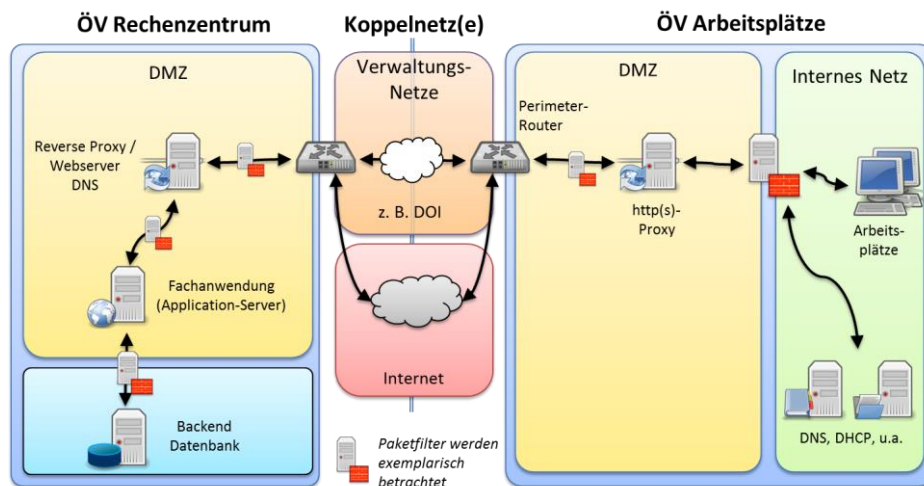 ÖV Rechenzentrum
Koppelnetz(e)
ÖV Arbeitsplätze
DMZ
Reverse Proxy /
Webserver
DNS
Fachanwendung
(Application-Server)
Backend
Datenbank
Verwaltungs-
Netze
z. B. DOI
Internet
Paketfilter werden
exemplarisch
betrachtet
Perimeter-
Router
DMZ
http(s)-
Proxy
Internes Netz
Arbeits-
plätze
DNS, DHCP, u.a.